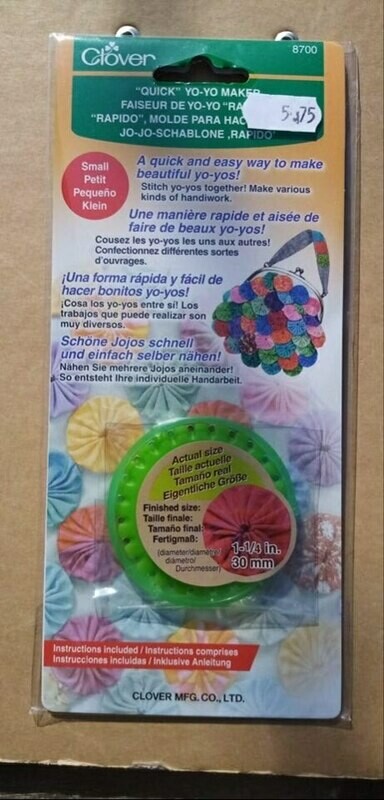 Clover
8700
"QUICK" YO-YO MAKER
FAISEUR DE YO-YO
5.75
"RAPIDO", MOLDE PARA
JO-JO-SCHABLONE „RAPIDO"
Small
Petit
Pequeño
Klein
A quick and easy way to make
beautiful yo-yos!
Stitch yo-yos together! Make various
kinds of handiwork.
Une manière rapide et aisée de
faire de beaux yo-yos!
Cousez les yo-yos les uns aux autres!
Confectionnez différentes sortes
d'ouvrages.
¡Una forma rápida y fácil de
hacer bonitos yo-yos!
¡Cosa los yo-yos entre sí! Los
trabajos que puede realizar son
muy diversos.
Schöne Jojos schnell
und einfach selber nähen!
Nähen Sie mehrere Jojos aneinander!
So entsteht Ihre individuelle Handarbeit.
Actual size
Taille actuelle
Tamaño real
Eigentliche Größe
Finished size:
Taille finale:
Tamaño final:
Fertigmaß:
(diameter/diametre/
diámetro/
Durchmesser)
1-1/4 in.
30 mm
Instructions included / Instructions comprises
Instrucciones incluidas / Inklusive Anleitung
CLOVER MFG. CO., LTD.